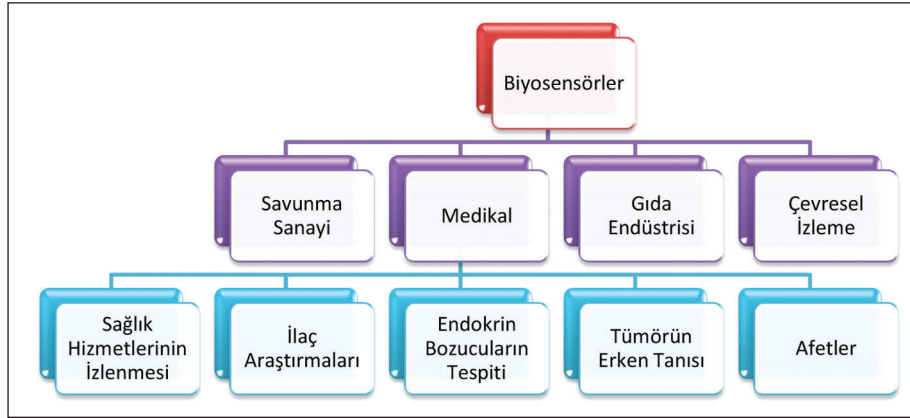 Biyosensörler
Savunma
Sanayi
Medikal
Gıda
Endüstrisi
Çevresel
İzleme
Sağlık
Hizmetlerinin
İzlenmesi
İlaç
Araştırmaları
Endokrin
Bozucuların
Tespiti
Tümörün
Erken Tanısı
Afetler